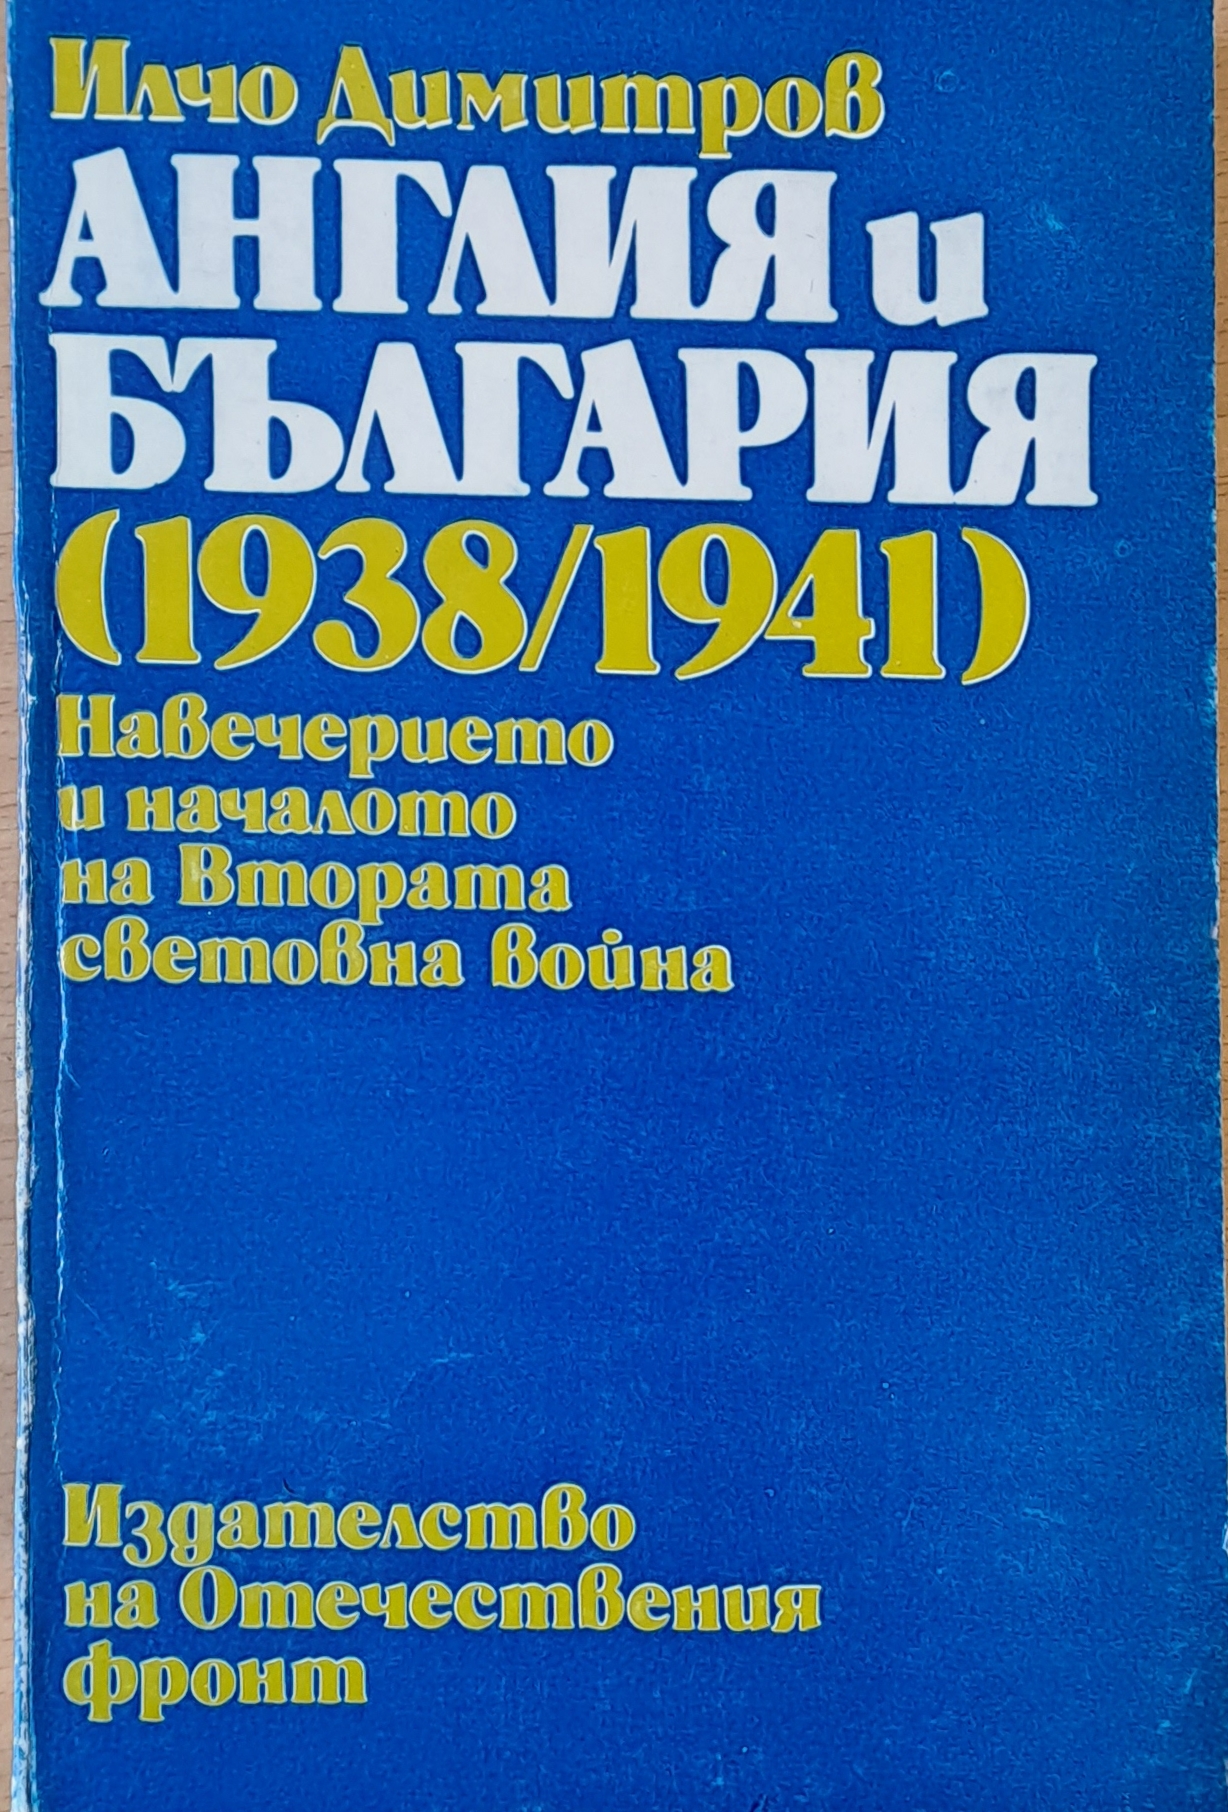 Илчо Димитров
АНГЛИЯ и
БЪЛГАРИЯ
(1938/1941)
Навечерието
и началото
на Втората
световна война
Издателство
на Отечествения
фронт